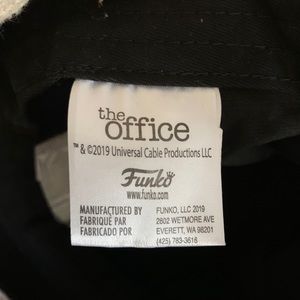 the
office
™ & ©2019 Universal Cable Productions LLC
Funko
www.funko.com
MANUFACTURED BY FUNKO, LLC 2019
FABRIQUÉ PAR 2802 WETMORE AVE
FABRICADO POR EVERETT, WA 98201
(425) 783-3616